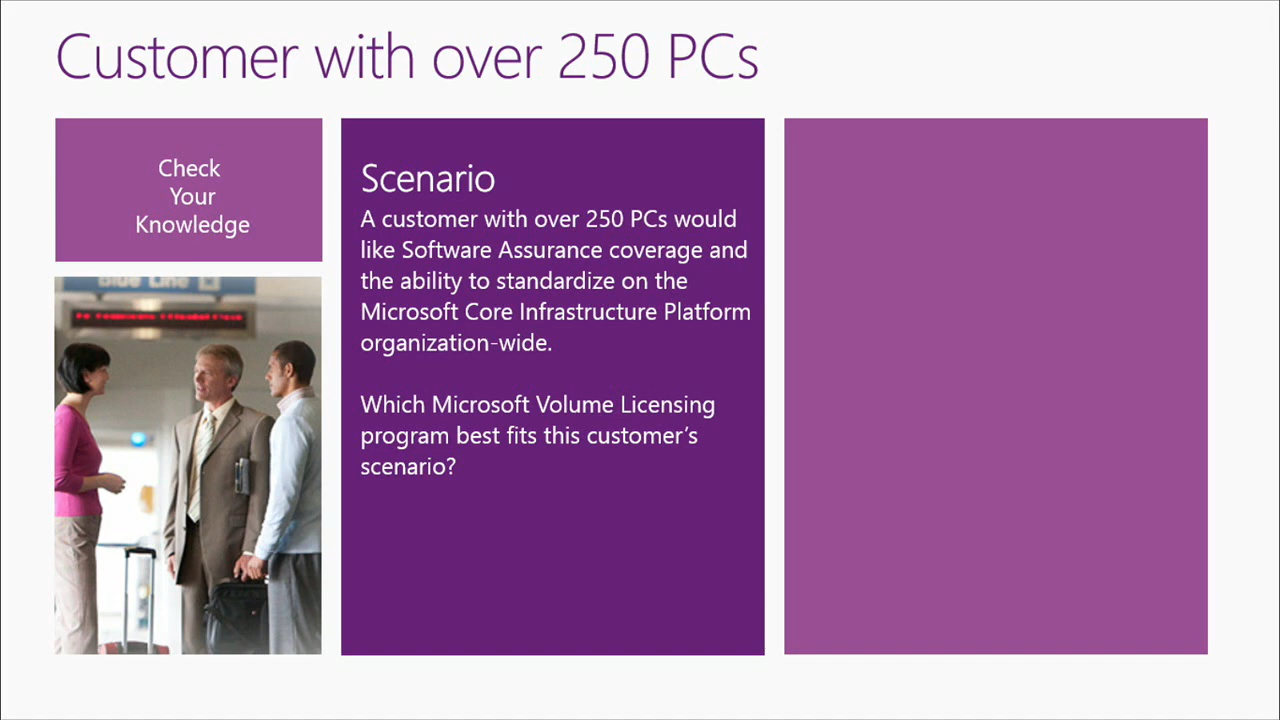 Customer with over 250 PCs
Check
Your
Knowledge
Blue Line
Scenario
A customer with over 250 PCs would
like Software Assurance coverage and
the ability to standardize on the
Microsoft Core Infrastructure Platform
organization-wide.
Which Microsoft Volume Licensing
program best fits this customer's
scenario?